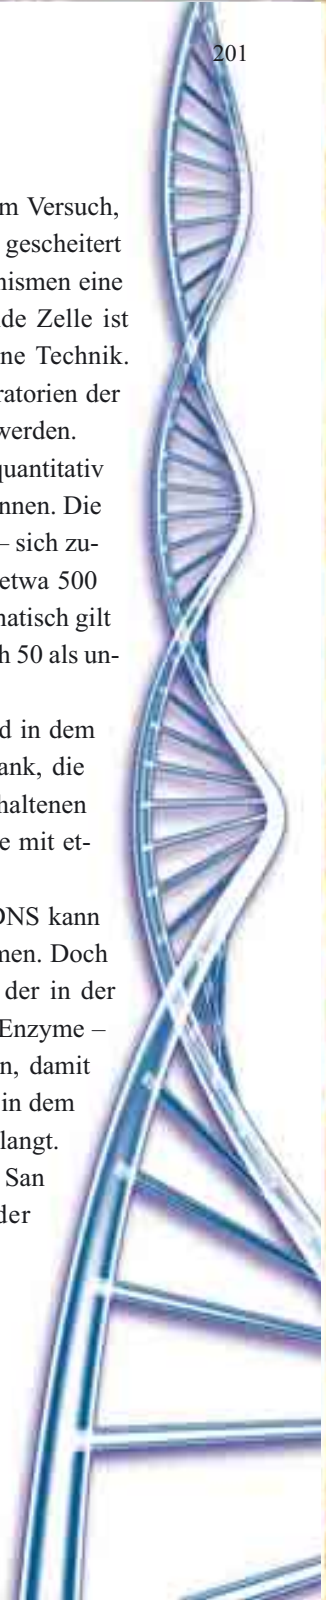 201
m Versuch,
gescheitert
nismen eine
de Zelle ist
ne Technik.
ratorien der
werden.
quantitativ
nnen. Die
– sich zu-
etwa 500
matisch gilt
h 50 als un-
d in dem
ank, die
haltenen
e mit et-
DNS kann
men. Doch
der in der
Enzyme –
n, damit
in dem
langt.
San
der